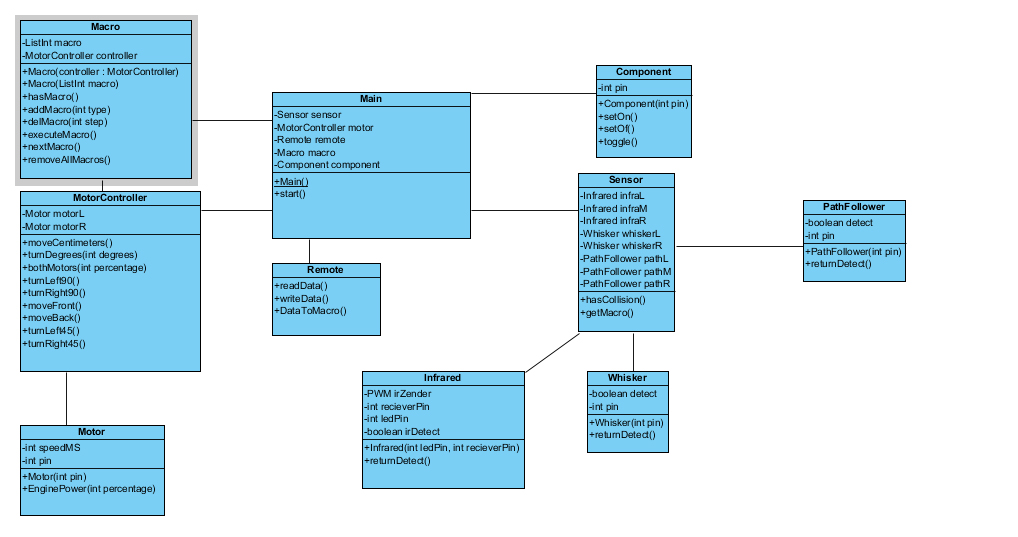 Macro
-ListInt macro
-MotorController controller
+Macro(controller : MotorController)
+Macro(ListInt macro)
+hasMacro()
+addMacro(int type)
+delMacro(int step)
+executeMacro()
+nextMacro()
+removeAllMacros()
Main
-Sensor sensor
-MotorController motor
-Remote remote
-Macro macro
-Component component
+Main()
+start()
Component
-int pin
+Component(int pin)
+setOn()
+setOf()
+toggle()
MotorController
-Motor motorL
-Motor motorR
+moveCentimeters()
+turnDegrees(int degrees)
+bothMotors(int percentage)
+turnLeft90()
+turnRight90()
+moveFront()
+moveBack()
+turnLeft45()
+turnRight45()
Remote
+readData()
+writeData()
+DataToMacro()
Sensor
-Infrared infraL
-Infrared infraM
-Infrared infraR
-Whisker whiskerL
-Whisker whiskerR
-PathFollower pathL
-PathFollower pathM
-PathFollower pathR
+hasCollision()
+getMacro()
PathFollower
-boolean detect
-int pin
+PathFollower(int pin)
+returnDetect()
Infrared
-PWM irZender
-int recieverPin
-int ledPin
-boolean irDetect
+Infrared(int ledPin, int recieverPin)
+returnDetect()
Whisker
-boolean detect
-int pin
+Whisker(int pin)
+returnDetect()
Motor
-int speedMS
-int pin
+Motor(int pin)
+EnginePower(int percentage)